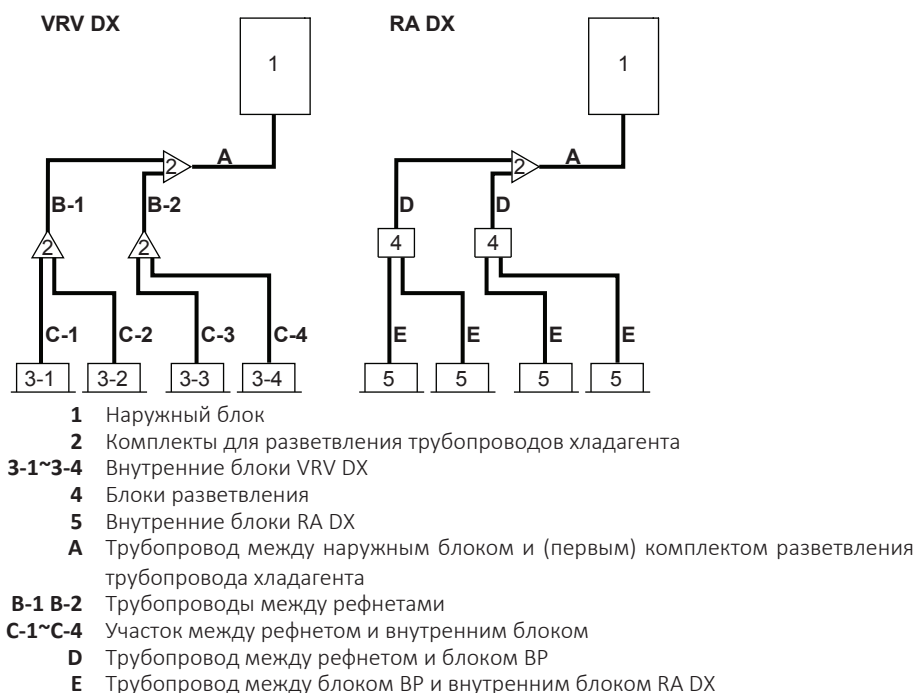 VRV DX RA DX
1 1
2 A 2 A
B-1 B-2 D D
2 2 4 4
C-1 C-2 C-3 C-4 E E E E
3-1 3-2 3-3 3-4 5 5 5 5
1 Наружный блок
2 Комплекты для разветвления трубопроводов хладагента
3-1~3-4 Внутренние блоки VRV DX
4 Блоки разветвления
5 Внутренние блоки RA DX
A Трубопровод между наружным блоком и (первым) комплектом разветвления
трубопровода хладагента
B-1 B-2 Трубопроводы между рефнетами
C-1~C-4 Участок между рефнетом и внутренним блоком
D Трубопровод между рефнетом и блоком BP
E Трубопровод между блоком BP и внутренним блоком RA DX